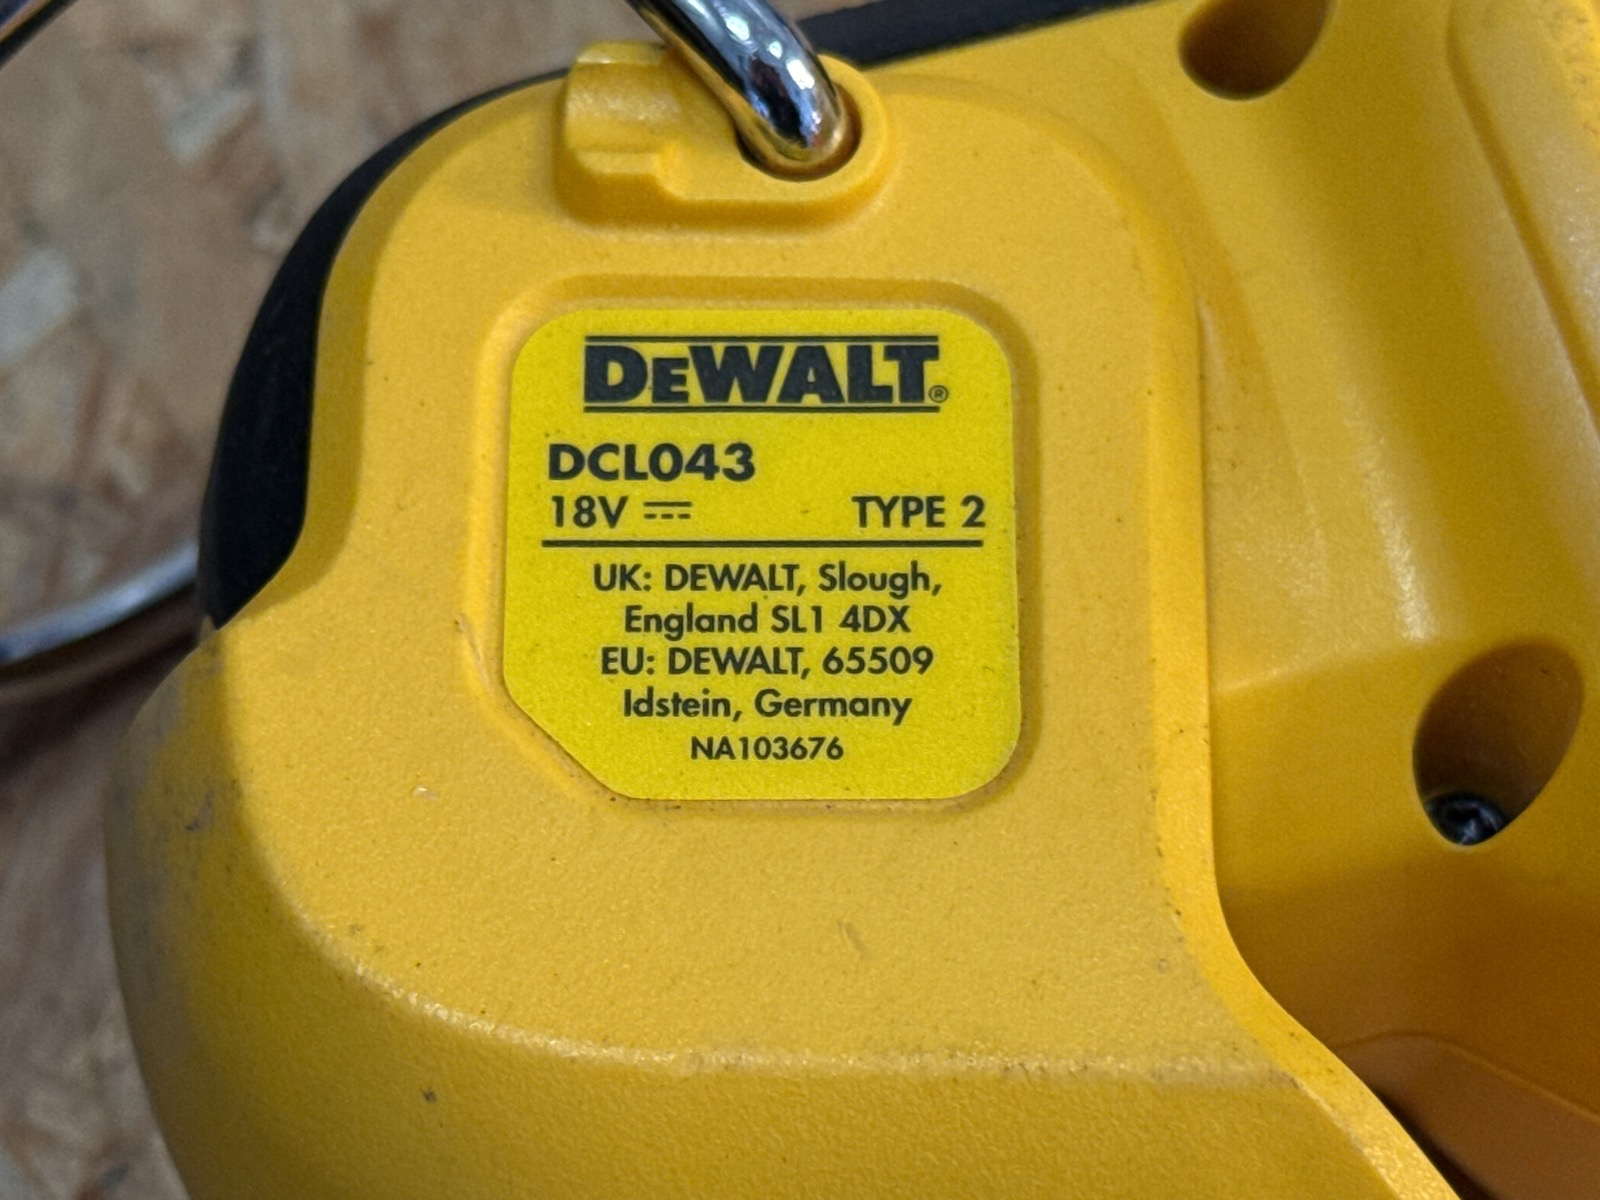 DEWALT®
DCL043
18V ⎓ TYPE 2
UK: DEWALT, Slough,
England SL1 4DX
EU: DEWALT, 65509
Idstein, Germany
NA103676